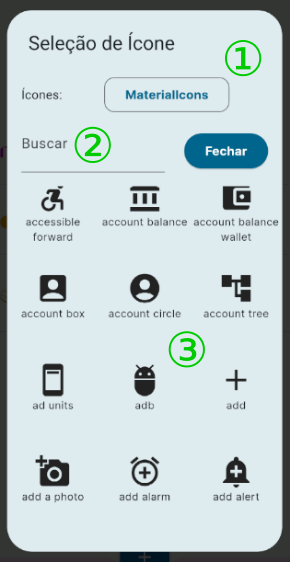 Seleção de Ícone
1
Ícones:
MaterialIcons
Buscar
2
Fechar
accessible
forward
account balance
account balance
wallet
account box
account circle
account tree
3
ad units
adb
add
add a photo
add alarm
add alert